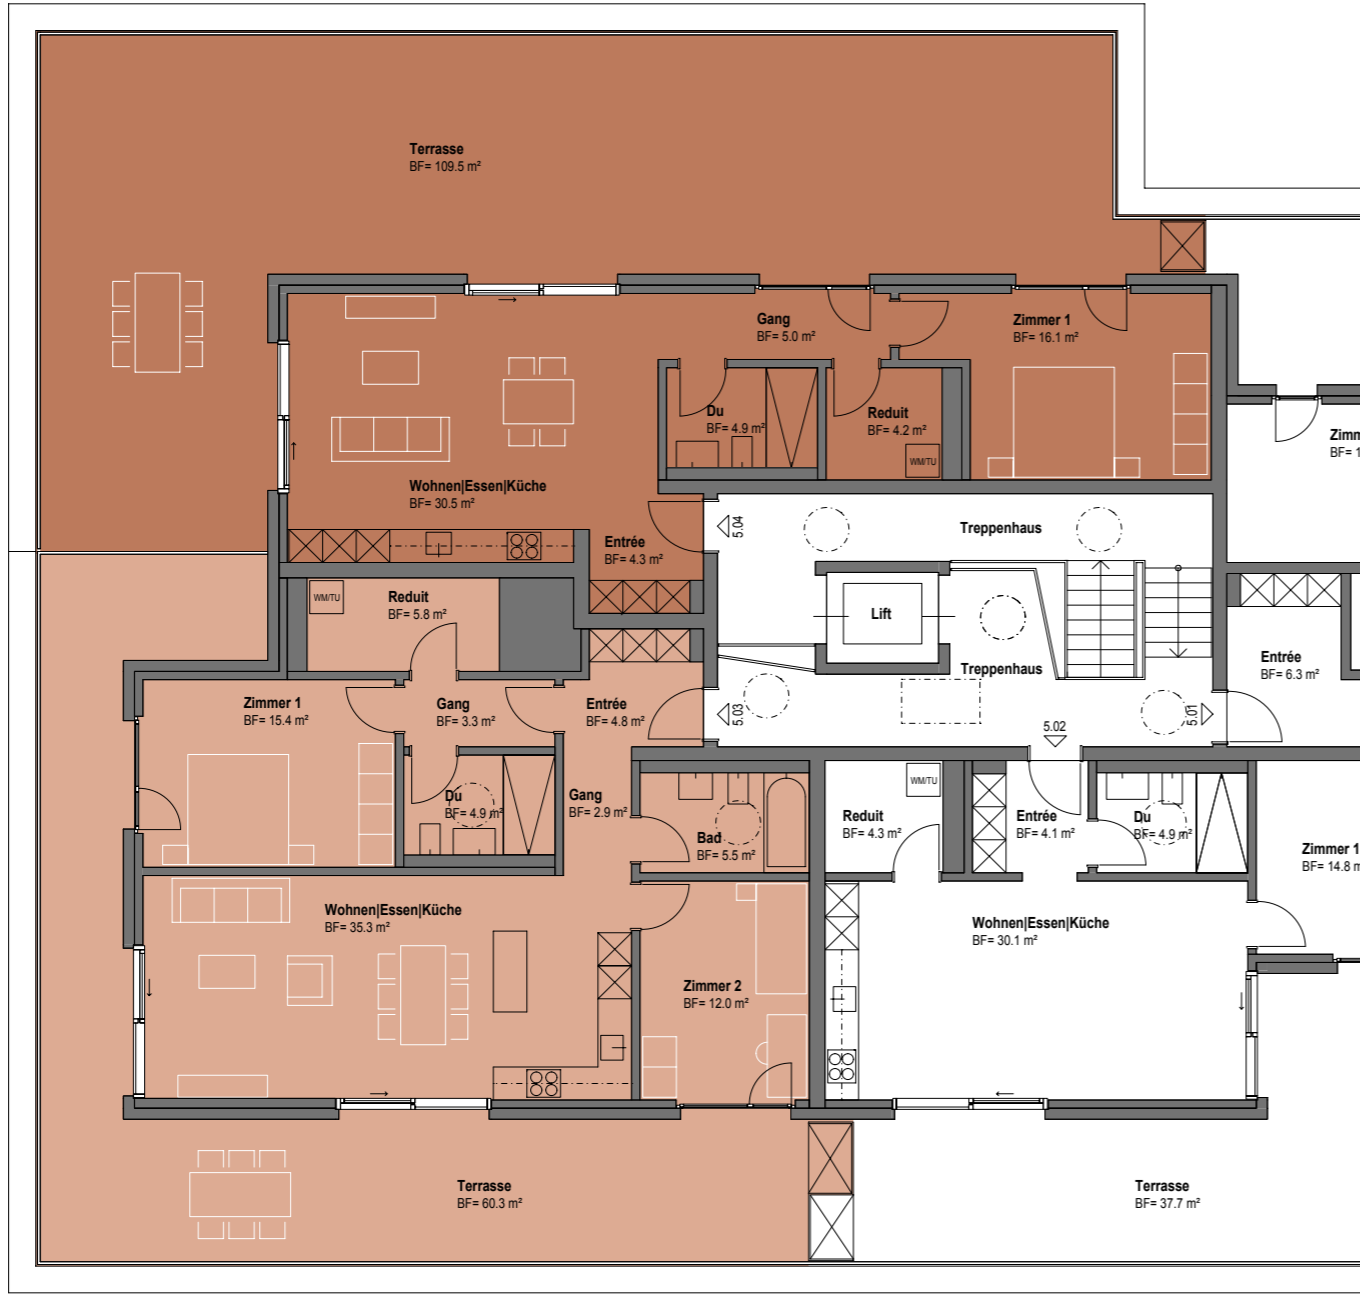 Terrasse
BF= 109.5 m²
Gang
BF= 5.0 m²
Zimmer 1
BF= 16.1 m²
Du
BF= 4.9 m²
Reduit
BF= 4.2 m²
WM/TU
Zimm
BF= 1
Wohnen|Essen|Küche
BF= 30.5 m²
Entrée
BF= 4.3 m²
5.04
Treppenhaus
WM/TU
Reduit
BF= 5.8 m²
Lift
Treppenhaus
Entrée
BF= 6.3 m²
Zimmer 1
BF= 15.4 m²
Gang
BF= 3.3 m²
Entrée
BF= 4.8 m²
5.03
5.02
5.01
Du
BF= 4.9 m²
Gang
BF= 2.9 m²
Bad
BF= 5.5 m²
WM/TU
Reduit
BF= 4.3 m²
Entrée
BF= 4.1 m²
Du
BF= 4.9 m²
Zimmer 1
BF= 14.8 m
Wohnen|Essen|Küche
BF= 35.3 m²
Wohnen|Essen|Küche
BF= 30.1 m²
Zimmer 2
BF= 12.0 m²
Terrasse
BF= 60.3 m²
Terrasse
BF= 37.7 m²